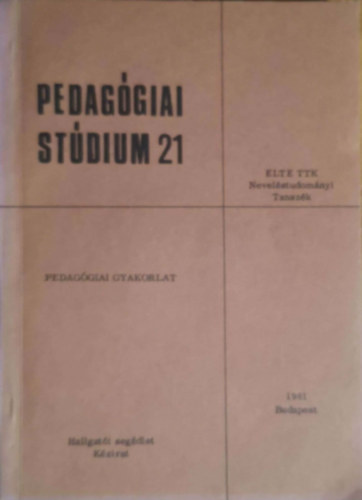 PEDAGÓGIAI
STÚDIUM 21
ELTE TTK
Neveléstudományi
Tanszék
PEDAGÓGIAI GYAKORLAT
Budapest
Hallgatói segédlet
Kézirat